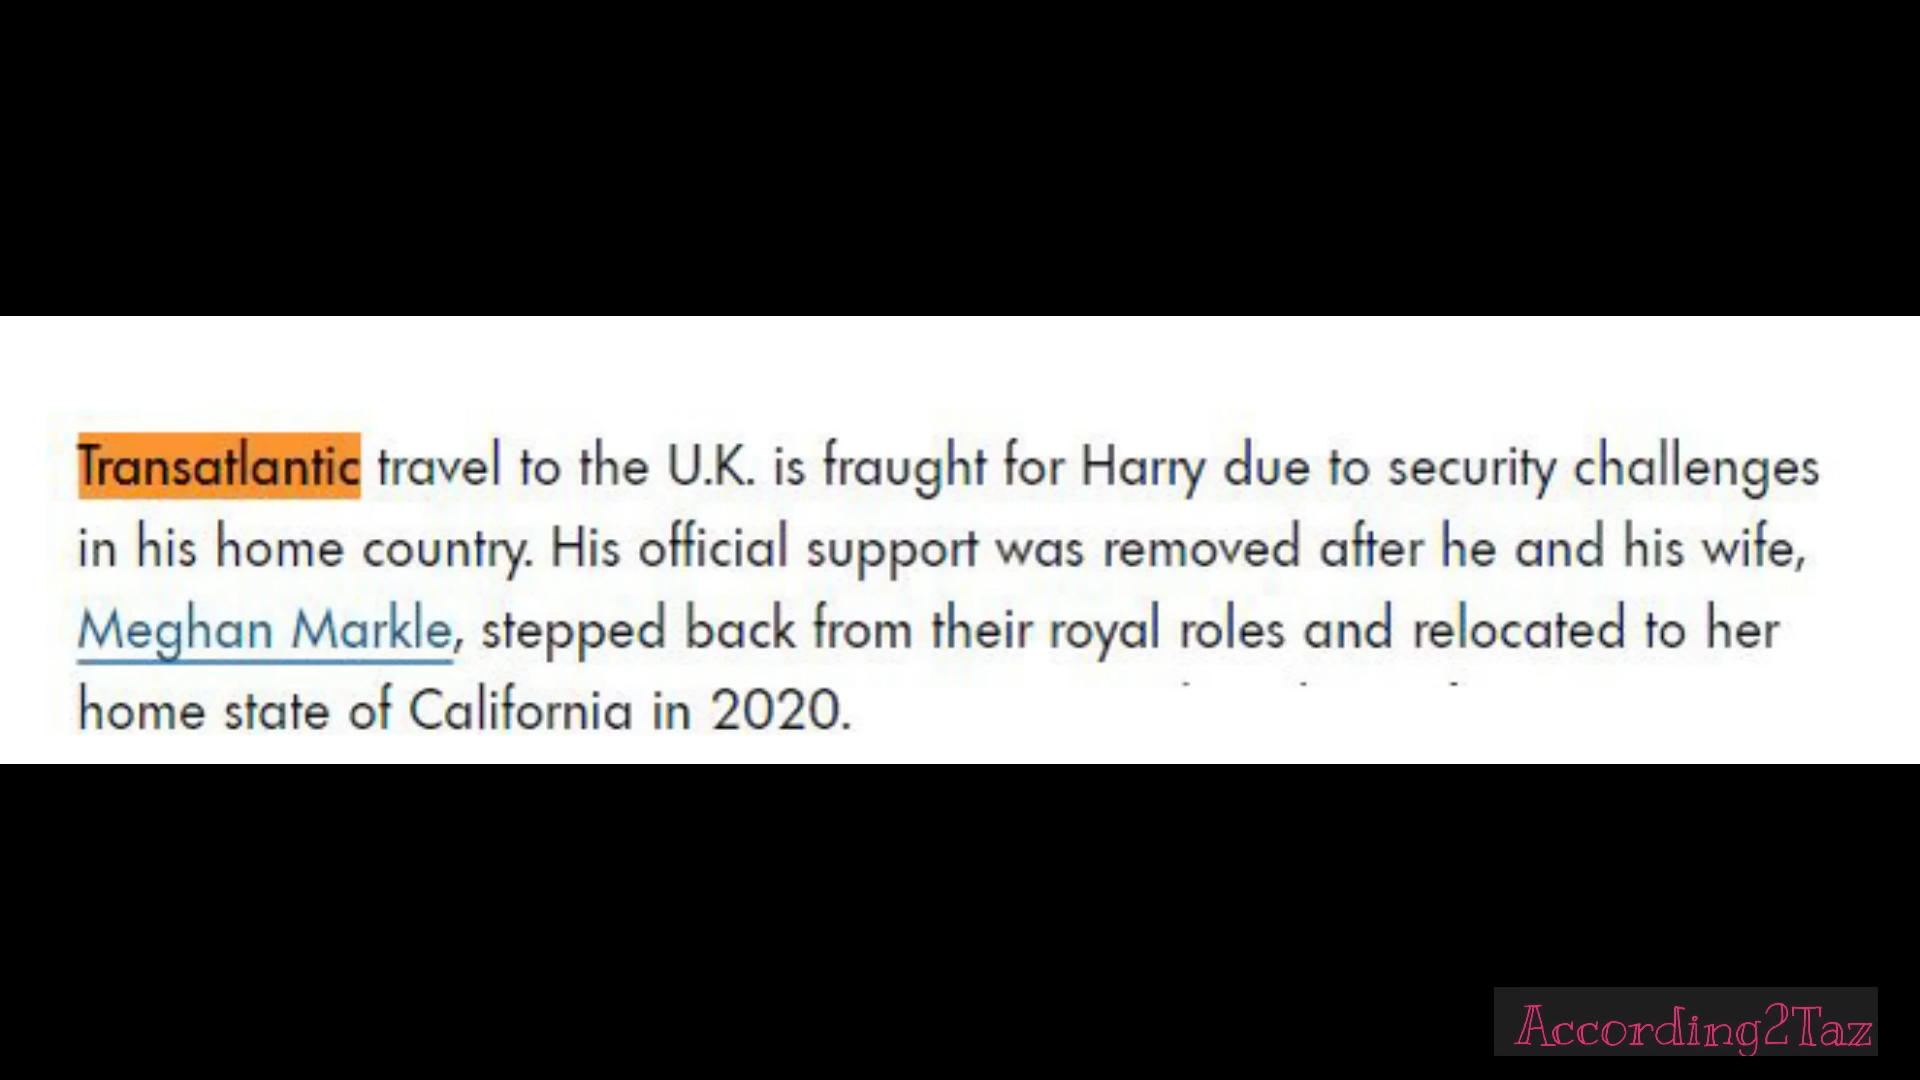 Transatlantic travel to the U.K. is fraught for Harry due to security challenges
in his home country. His official support was removed after he and his wife,
Meghan Markle, stepped back from their royal roles and relocated to her
home state of California in 2020.
According2Taz